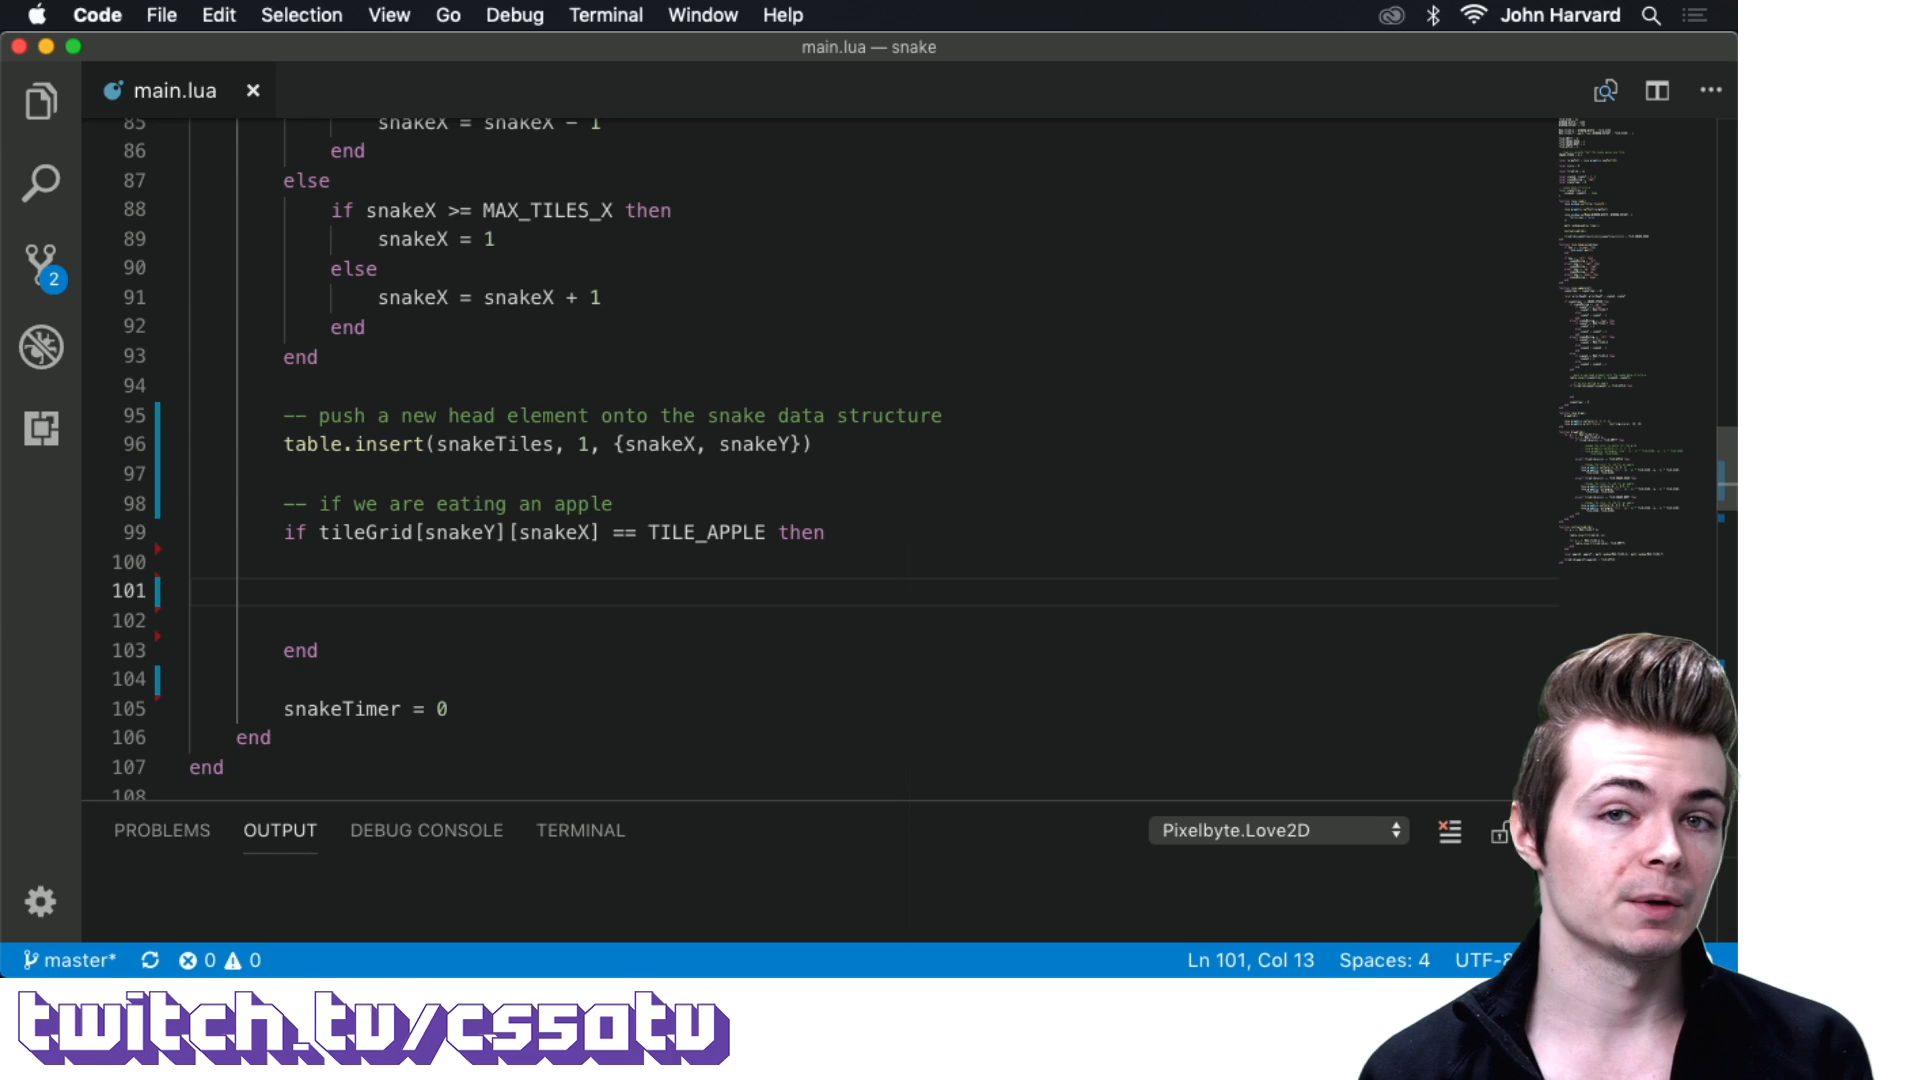 Code File Edit Selection View Go Debug Terminal Window Help John Harvard
main.lua — snake
main.lua
85 snakeX = snakeX - 1
86 end
87 else
88 if snakeX >= MAX_TILES_X then
89 snakeX = 1
90 else
91 snakeX = snakeX + 1
92 end
93 end
94
95 -- push a new head element onto the snake data structure
96 table.insert(snakeTiles, 1, {snakeX, snakeY})
97
98 -- if we are eating an apple
99 if tileGrid[snakeY][snakeX] == TILE_APPLE then
100
101
102
103 end
104
105 snakeTimer = 0
106 end
107 end
108
2
PROBLEMS OUTPUT DEBUG CONSOLE TERMINAL Pixelbyte.Love2D
master* 0 0 Ln 101, Col 13 Spaces: 4 UTF-8
twitch.tv/cs50tv